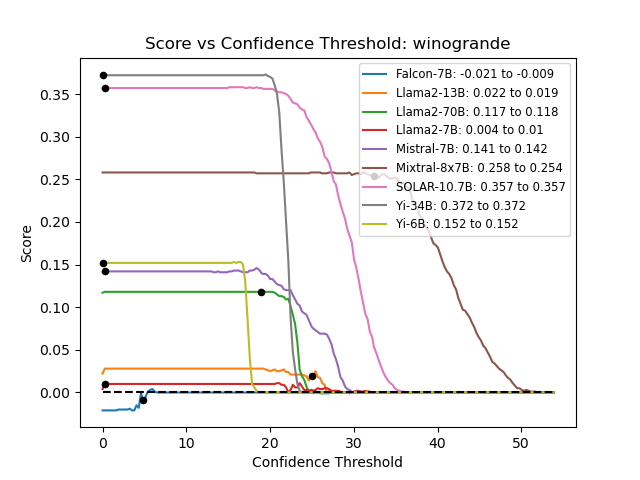 Score vs Confidence Threshold: winogrande
Falcon-7B: -0.021 to -0.009
Llama2-13B: 0.022 to 0.019
Llama2-70B: 0.117 to 0.118
Llama2-7B: 0.004 to 0.01
Mistral-7B: 0.141 to 0.142
Mixtral-8x7B: 0.258 to 0.254
SOLAR-10.7B: 0.357 to 0.357
Yi-34B: 0.372 to 0.372
Yi-6B: 0.152 to 0.152
Score
0.35
0.30
0.25
0.20
0.15
0.10
0.05
0.00
0 10 20 30 40 50
Confidence Threshold